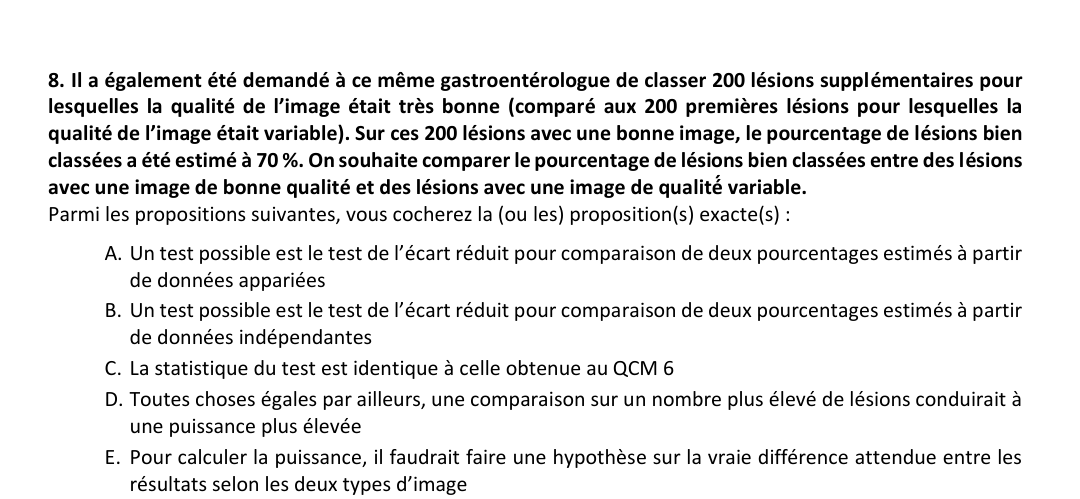 8. Il a également été demandé à ce même gastroentérologue de classer 200 lésions supplémentaires pour
lesquelles la qualité de l’image était très bonne (comparé aux 200 premières lésions pour lesquelles la
qualité de l’image était variable). Sur ces 200 lésions avec une bonne image, le pourcentage de lésions bien
classées a été estimé à 70 %. On souhaite comparer le pourcentage de lésions bien classées entre des lésions
avec une image de bonne qualité et des lésions avec une image de qualité variable.
Parmi les propositions suivantes, vous cocherez la (ou les) proposition(s) exacte(s) :
A. Un test possible est le test de l’écart réduit pour comparaison de deux pourcentages estimés à partir
de données appariées
B. Un test possible est le test de l’écart réduit pour comparaison de deux pourcentages estimés à partir
de données indépendantes
C. La statistique du test est identique à celle obtenue au QCM 6
D. Toutes choses égales par ailleurs, une comparaison sur un nombre plus élevé de lésions conduirait à
une puissance plus élevée
E. Pour calculer la puissance, il faudrait faire une hypothèse sur la vraie différence attendue entre les
résultats selon les deux types d’image